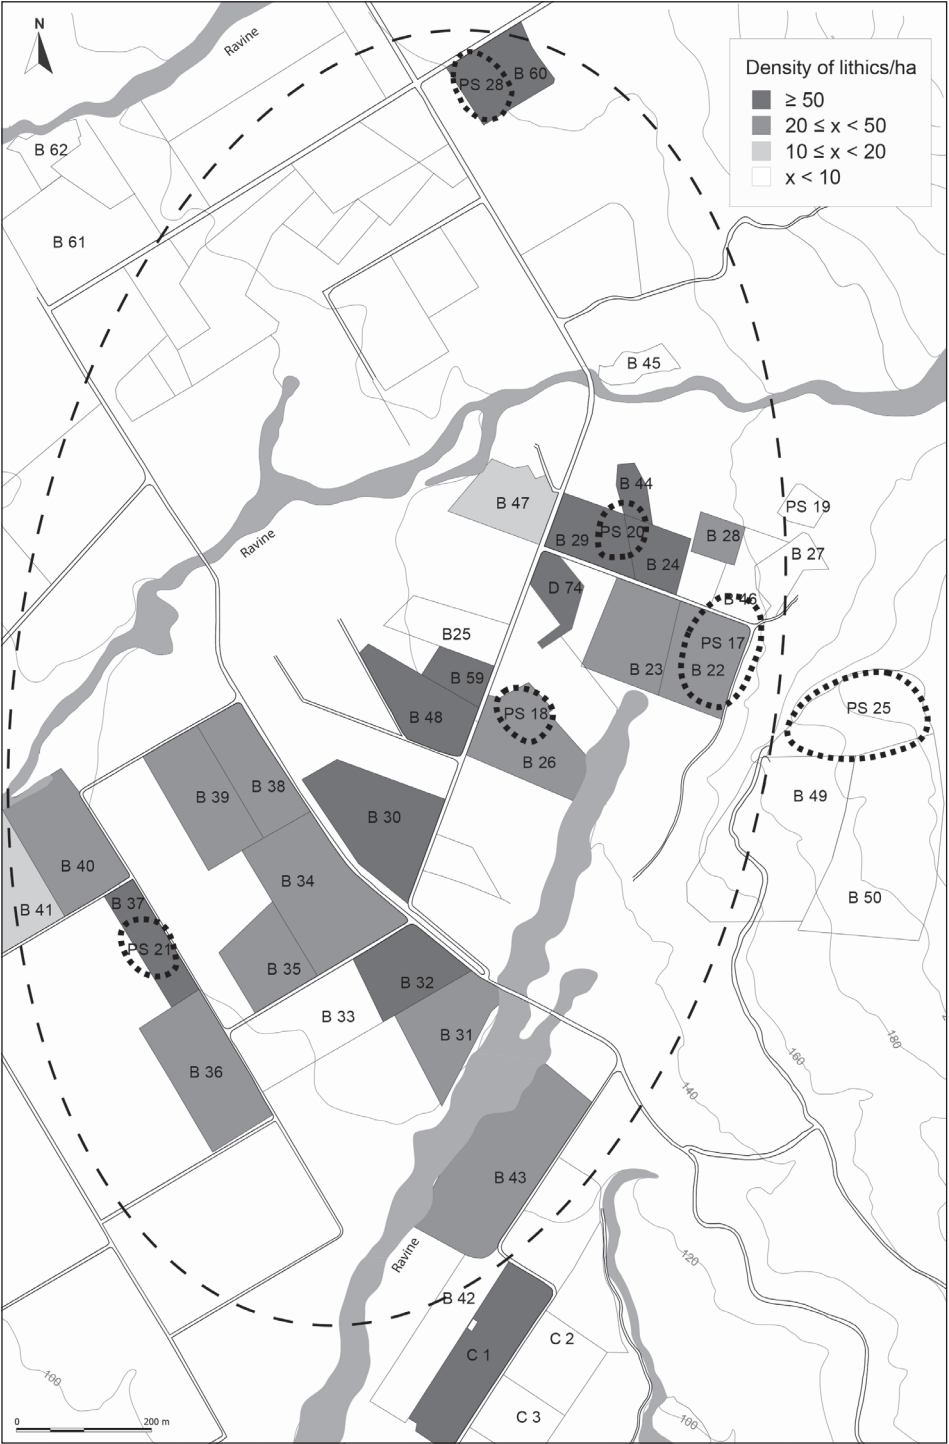 N
Ravine
PS 28
B 60
Density of lithics/ha
≥ 50
20 ≤ x < 50
10 ≤ x < 20
x < 10
B 62
B 61
B 45
B 44
B 47
PS 19
B 29
PS 20
B 28
B 24
B 27
D 74
B 46
Ravine
B25
PS 17
B 23
B 22
B 59
B 48
PS 18
PS 25
B 26
B 39
B 38
B 30
B 49
B 40
B 34
B 50
B 41
B 37
PS 21
B 35
B 32
B 33
B 31
180
160
B 36
140
B 43
120
Ravine
B 42
C 1
C 2
100
C 3
100
0
200 m